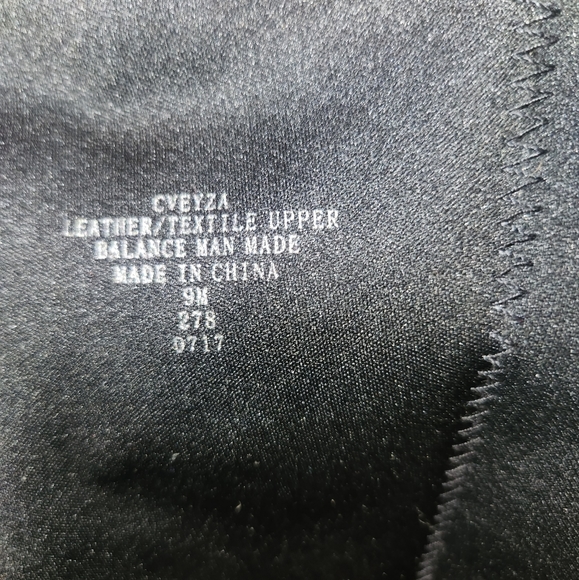 CVEYZA
LEATHER/TEXTILE UPPER
BALANCE MAN MADE
MADE IN CHINA
9M
278
0717